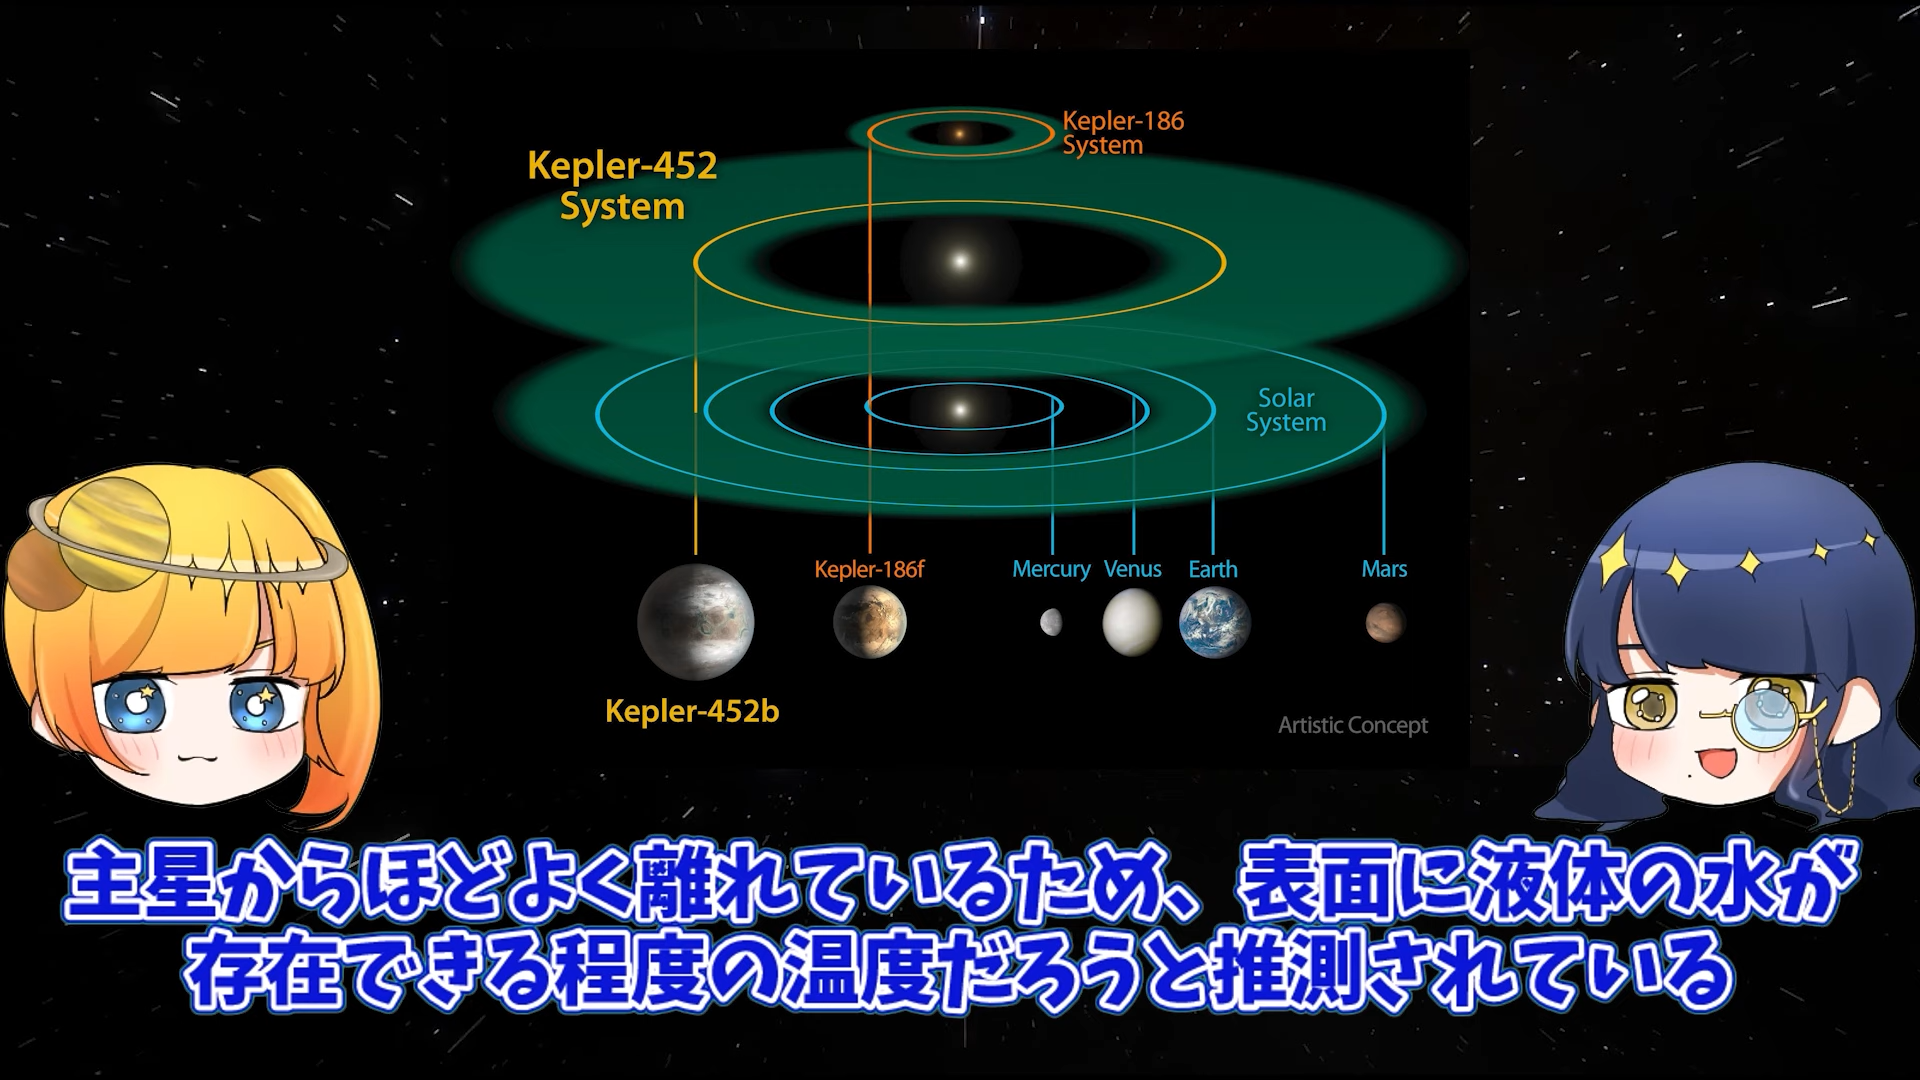 Kepler-186
System
Kepler-452
System
Solar
System
Kepler-186f
Mercury
Venus
Earth
Mars
Kepler-452b
Artistic Concept
主星からほどよく離れているため、表面に液体の水が
存在できる程度の温度だろうと推測されている